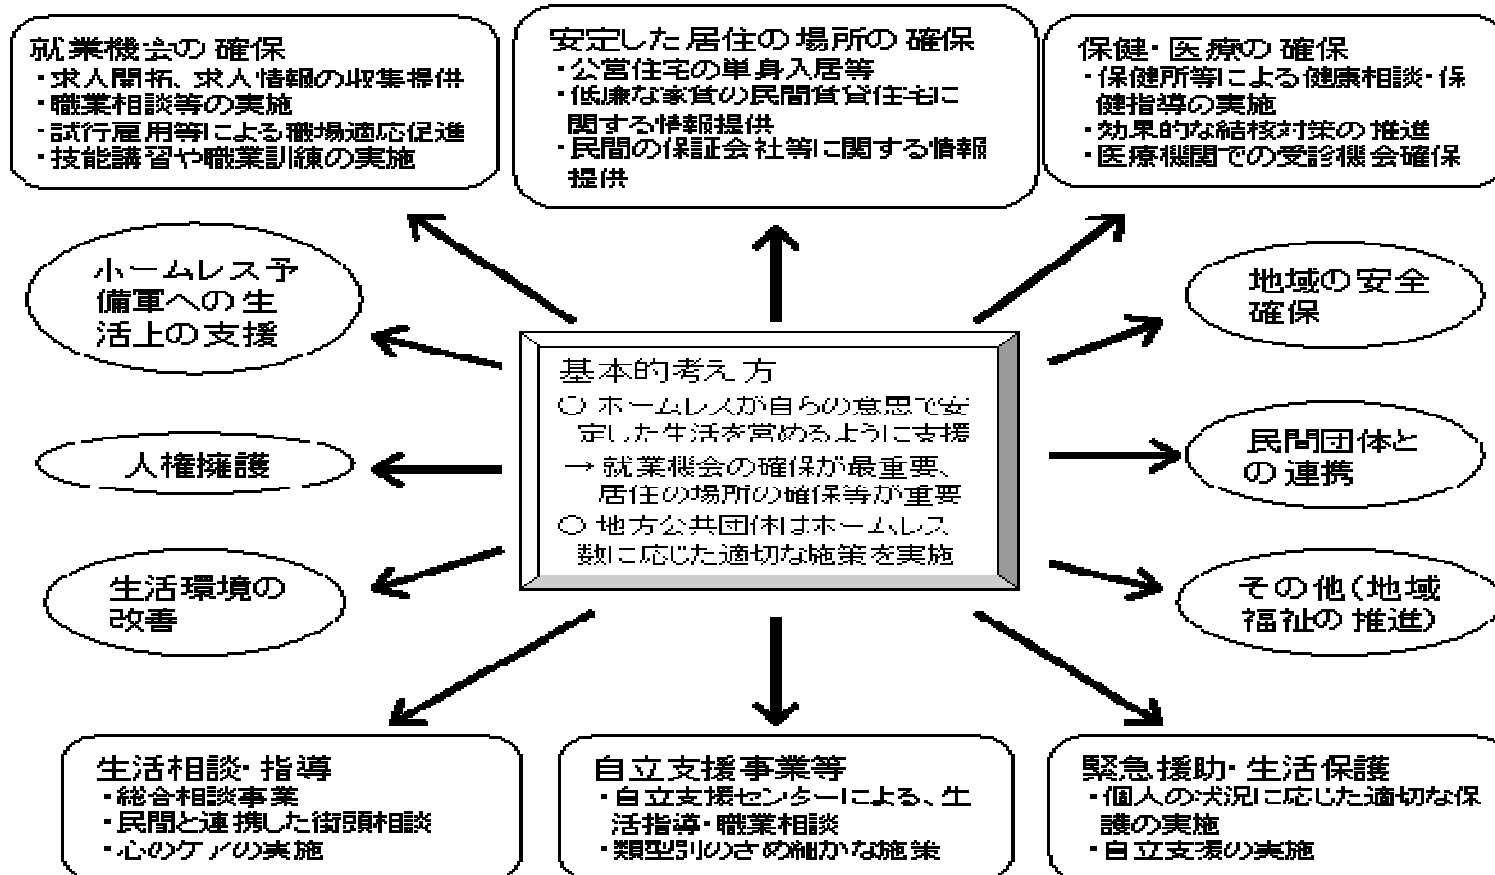 就業機会の確保
・求人開拓、求人情報の収集提供
・職業相談等の実施
・試行雇用等による職場適応促進
・技能講習や職業訓練の実施
安定した居住の場所の確保
・公営住宅の単身入居等
・低廉な家賃の民間賃貸住宅に
関する情報提供
・民間の保証会社等に関する情報
提供
保健・医療の確保
・保健所等による健康相談・保
健指導の実施
・効果的な結核対策の推進
・医療機関での受診機会確保
ホームレス予
備軍への生
活上の支援
地域の安全
確保
基本的考え方
○ ホームレスが自らの意思で安
定した生活を営めるように支援
→ 就業機会の確保が最重要、
居住の場所の確保等が重要
○ 地方公共団体はホームレス
数に応じた適切な施策を実施
人権擁護
民間団体と
の連携
生活環境の
改善
その他(地域
福祉の推進)
生活相談・指導
・総合相談事業
・民間と連携した街頭相談
・心のケアの実施
自立支援事業等
・自立支援センターによる、生
活指導・職業相談
・類型別のきめ細かな施策
緊急援助・生活保護
・個人の状況に応じた適切な保
護の実施
・自立支援の実施